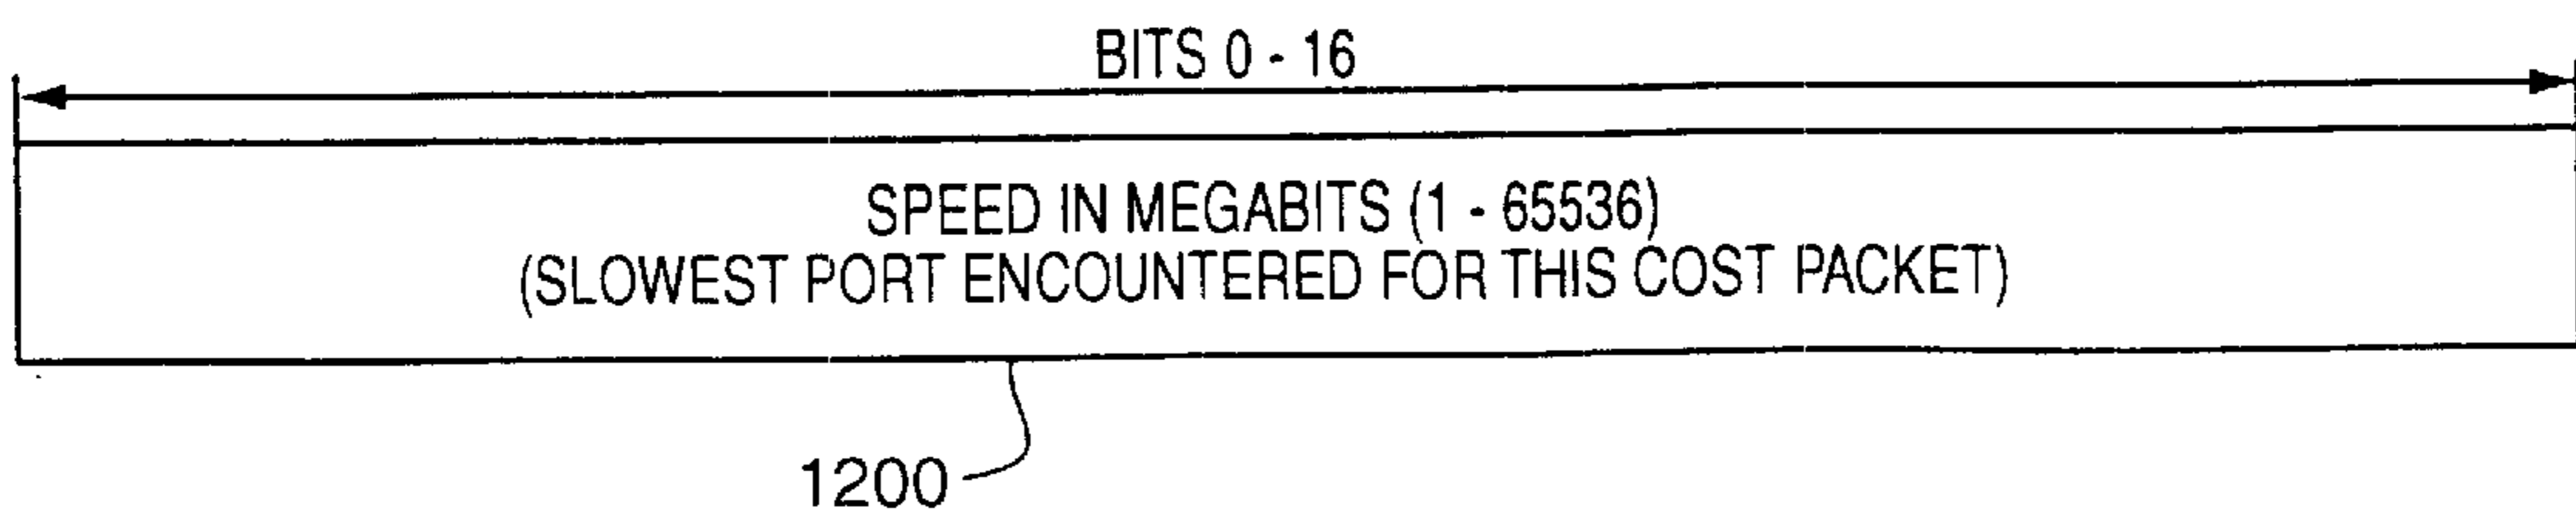 BITS 0 - 16
SPEED IN MEGABITS (1 - 65536)
(SLOWEST PORT ENCOUNTERED FOR THIS COST PACKET)
1200